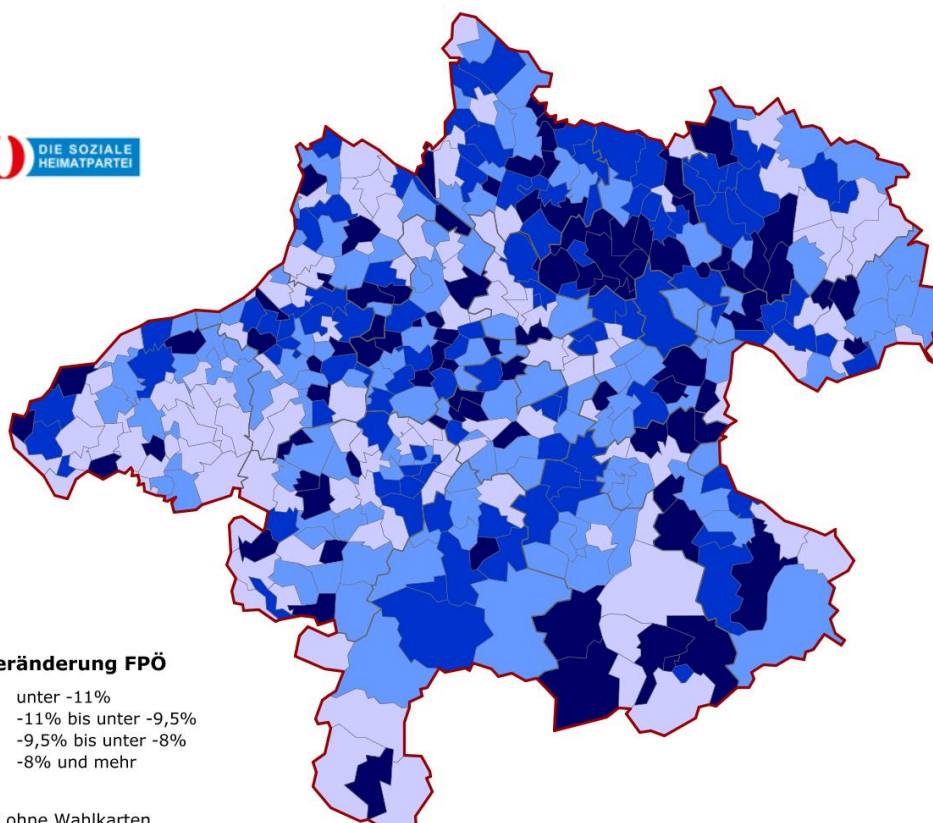 DIE SOZIALE
HEIMATPARTEI
eränderung FPÖ
unter -11%
-11% bis unter -9,5%
-9,5% bis unter -8%
-8% und mehr
ohne Wahlkarten